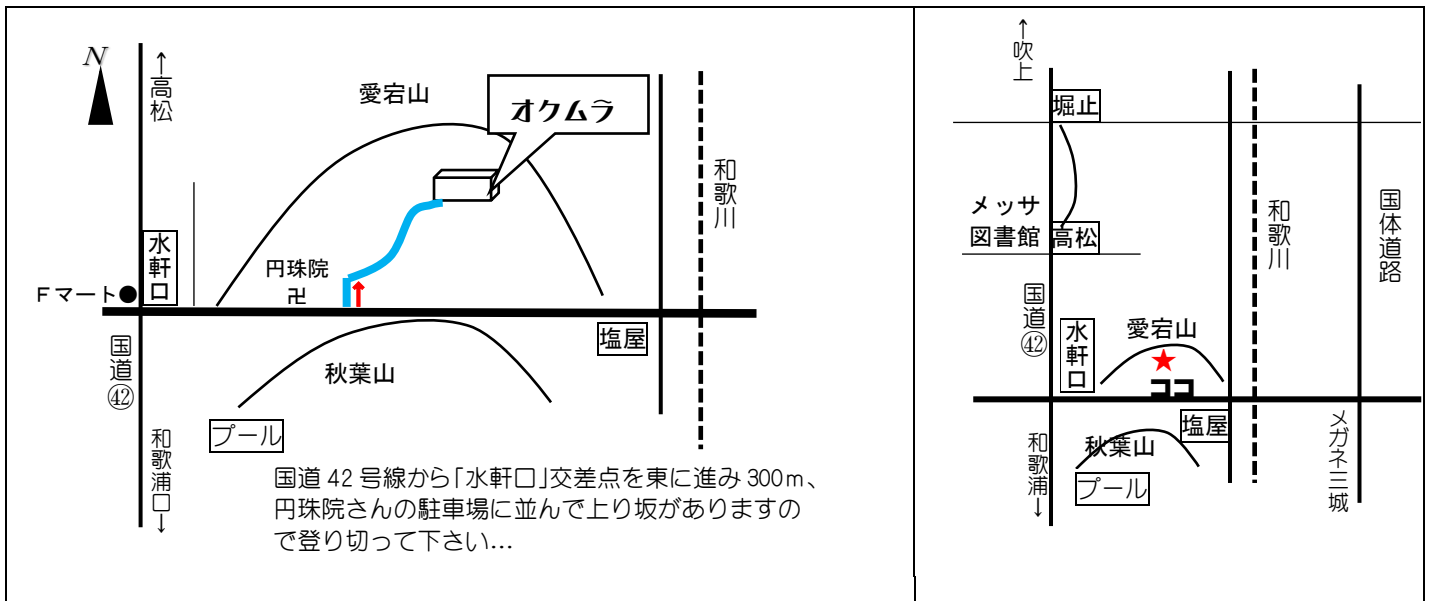 N
↑高松
愛宕山
オクムラ
和歌川
水軒口
円珠院
卍
Fマート●
塩屋
国道㊷
秋葉山
プール
和歌浦口↓
国道 42 号線から「水軒口」交差点を東に進み 300m、
円珠院さんの駐車場に並んで上り坂がありますの
で登り切って下さい…
↑吹上
堀止
メッサ
図書館
高松
和歌川
国体道路
国道㊷
水軒口
愛宕山
★
ココ
塩屋
和歌浦↓
秋葉山
プール
メガネ三城